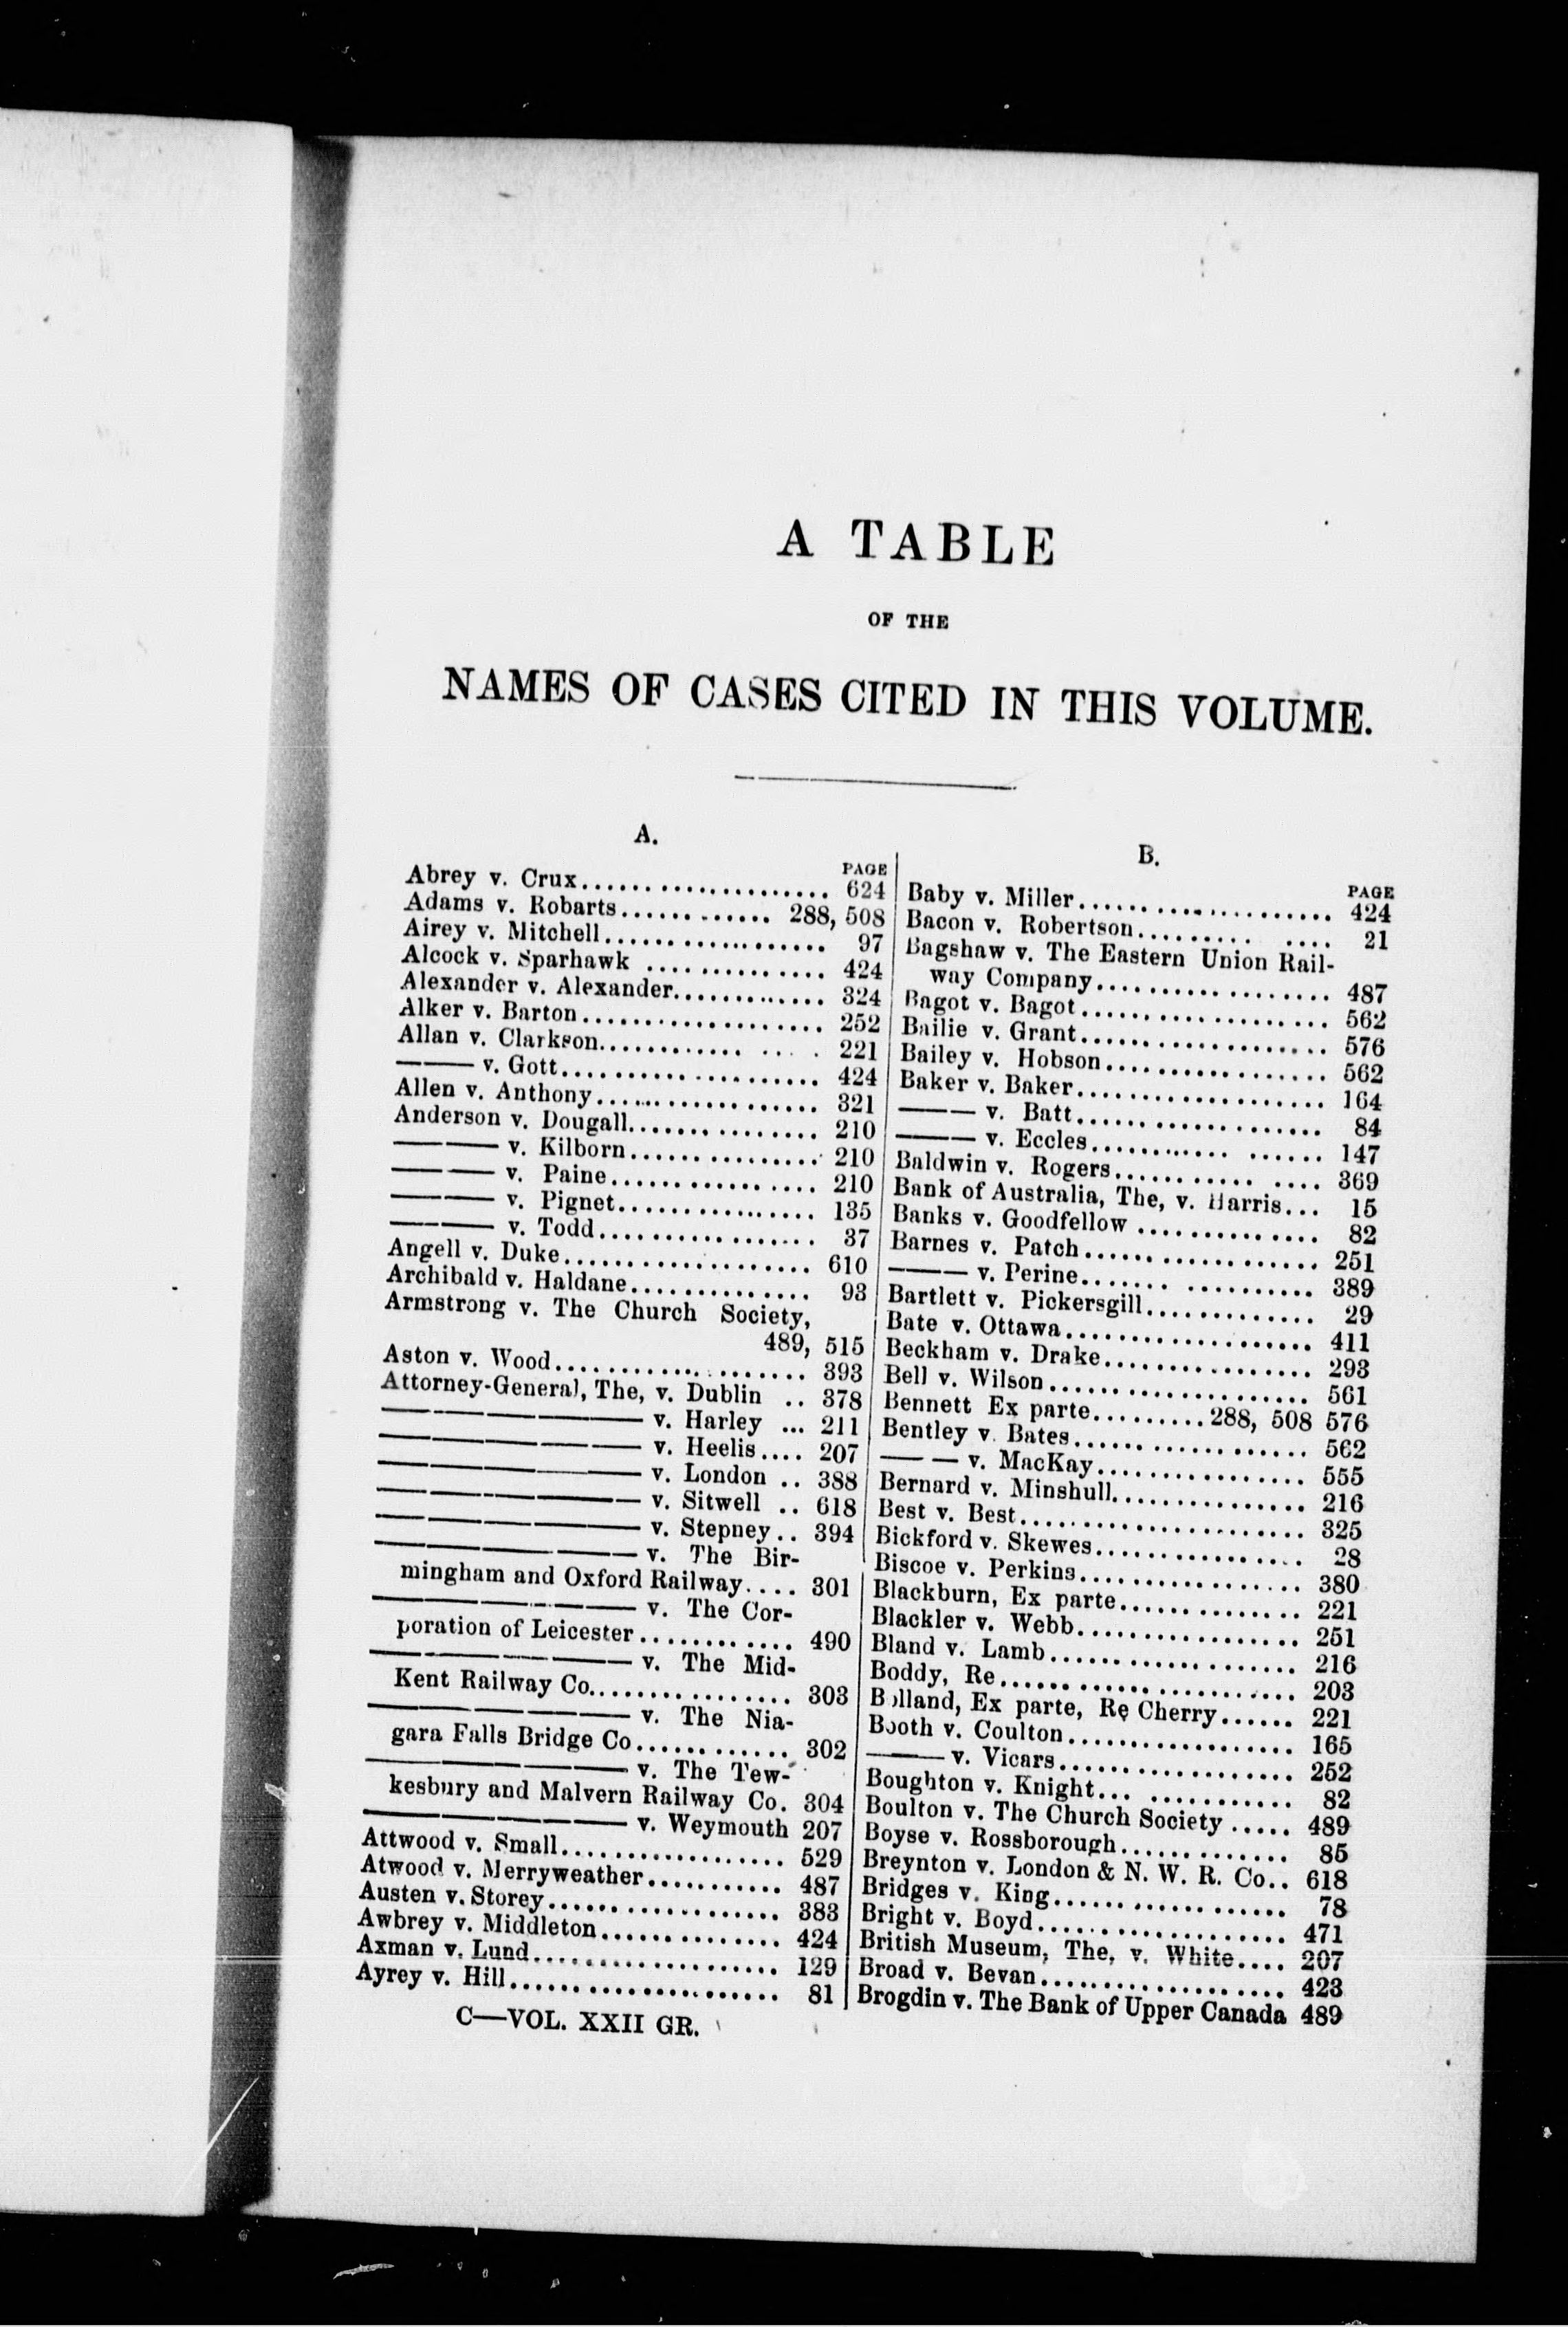 A TABLE
OF THE
NAMES OF CASES CITED IN THIS VOLUME.
A.
PAGE
Abrey v. Crux..................... 624
Adams v. Robarts............. 288, 508
Airey v. Mitchell................... 97
Alcock v. Sparhawk ............... 424
Alexander v. Alexander............. 324
Alker v. Barton.................... 252
Allan v. Clarkson................. 221
——— v. Gott...................... 424
Allen v. Anthony................... 321
Anderson v. Dougall................ 210
———— v. Kilborn................ 210
———— v. Paine................. 210
———— v. Pignet................. 135
———— v. Todd.................. 37
Angell v. Duke..................... 610
Archibald v. Haldane............... 93
Armstrong v. The Church Society,
489, 515
Aston v. Wood..................... 393
Attorney-General, The, v. Dublin .. 378
—————————— v. Harley ... 211
—————————— v. Heelis.... 207
—————————— v. London .. 388
—————————— v. Sitwell .. 618
—————————— v. Stepney.. 394
—————————— v. The Bir-
mingham and Oxford Railway.... 301
—————————— v. The Cor-
poration of Leicester............. 490
—————————— v. The Mid-
Kent Railway Co................. 303
—————————— v. The Nia-
gara Falls Bridge Co............ 302
—————————— v. The Tew-
kesbury and Malvern Railway Co. 304
—————————— v. Weymouth 207
Attwood v. Small................... 529
Atwood v. Merryweather........... 487
Austen v. Storey.................... 383
Awbrey v. Middleton............... 424
Axman v. Lund..................... 129
Ayrey v. Hill....................... 81
C—VOL. XXII GR.
B.
PAGE
Baby v. Miller...................... 424
Bacon v. Robertson.......... .... 21
Bagshaw v. The Eastern Union Rail-
way Company.................... 487
Bagot v. Bagot..................... 562
Bailie v. Grant..................... 576
Bailey v. Hobson.................. 562
Baker v. Baker.................... 164
——— v. Batt..................... 84
——— v. Eccles............ ...... 147
Baldwin v. Rogers............ .... 369
Bank of Australia, The, v. Harris... 15
Banks v. Goodfellow ............... 82
Barnes v. Patch.................... 251
——— v. Perine....... ........... 389
Bartlett v. Pickersgill.............. 29
Bate v. Ottawa.................... 411
Beckham v. Drake................. 293
Bell v. Wilson...................... 561
Bennett Ex parte.........288, 508 576
Bentley v. Bates.................... 562
—— — v. MacKay................. 555
Bernard v. Minshull................ 216
Best v. Best........................ 325
Bickford v. Skewes................. 28
Biscoe v. Perkins................... 380
Blackburn, Ex parte............... 221
Blackler v. Webb.................. 251
Bland v. Lamb..................... 216
Boddy, Re......................... 203
Bolland, Ex parte, Re Cherry...... 221
Booth v. Coulton................... 165
——— v. Vicars................... 252
Boughton v. Knight... ............ 82
Boulton v. The Church Society ..... 489
Boyse v. Rossborough.............. 85
Breynton v. London & N. W. R. Co.. 618
Bridges v. King.................... 78
Bright v. Boyd..................... 471
British Museum, The, v. White.... 207
Broad v. Bevan.................... 423
Brogdin v. The Bank of Upper Canada 489